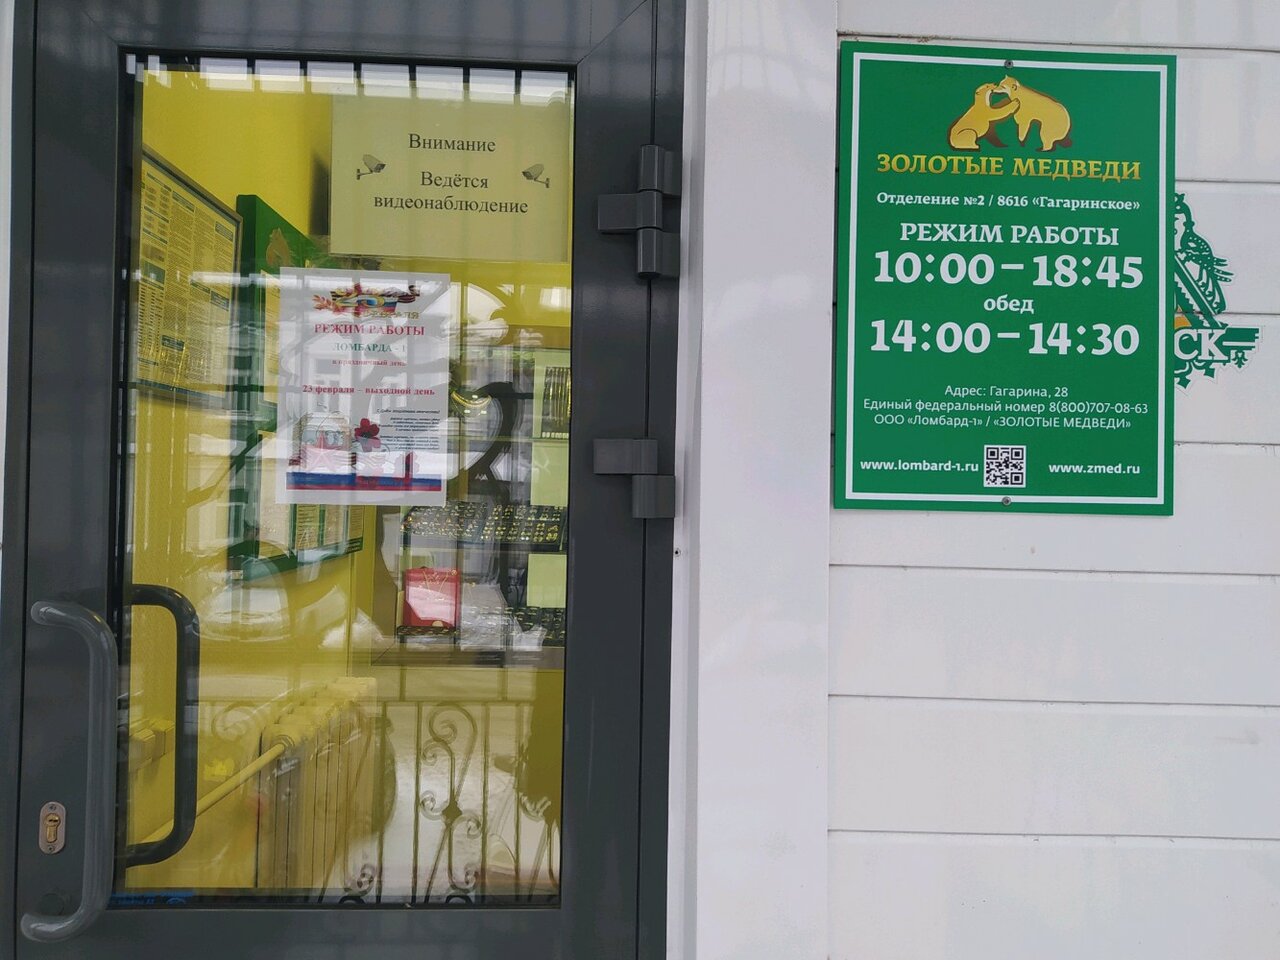 Внимание
Ведётся
видеонаблюдение
ФЕВРАЛЯ
РЕЖИМ РАБОТЫ
ЛОМБАРДА - 1
в праздничный день
23 февраля – выходной день
ЗОЛОТЫЕ МЕДВЕДИ
Отделение №2 / 8616 «Гагаринское»
РЕЖИМ РАБОТЫ
10:00 – 18:45
обед
14:00 – 14:30
Адрес: Гагарина, 28
Единый федеральный номер 8(800)707-08-63
ООО «Ломбард-1» / «ЗОЛОТЫЕ МЕДВЕДИ»
www.lombard-1.ru www.zmed.ru
СК